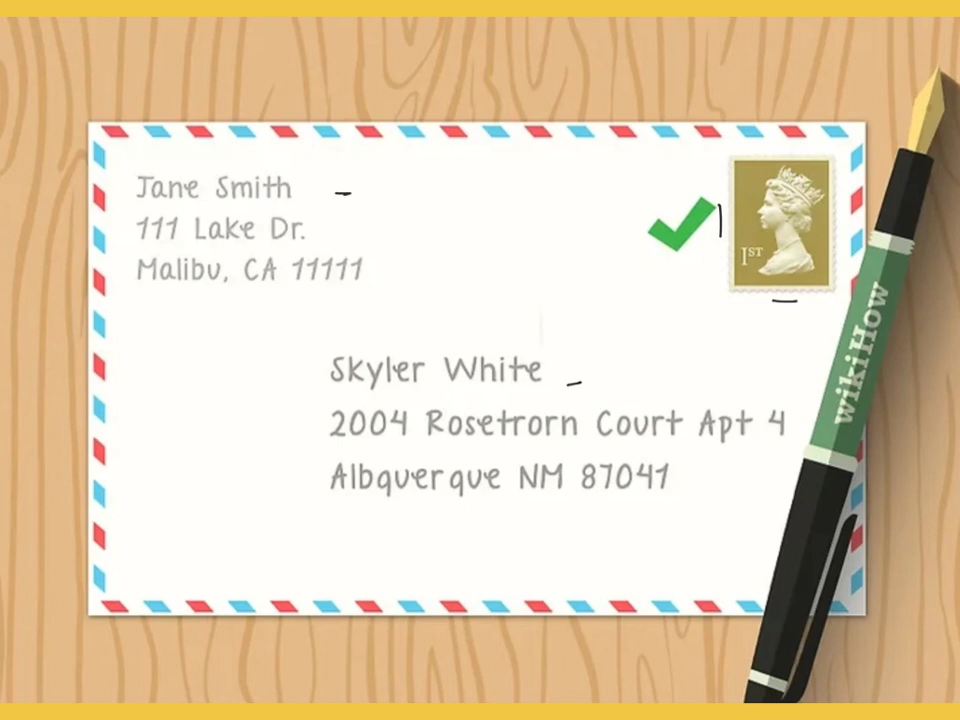 Jane Smith
111 Lake Dr.
Malibu, CA 11111
1ST
Skyler White
2004 Rosetrorn Court Apt 4
Albquerque NM 87041
wikiHow